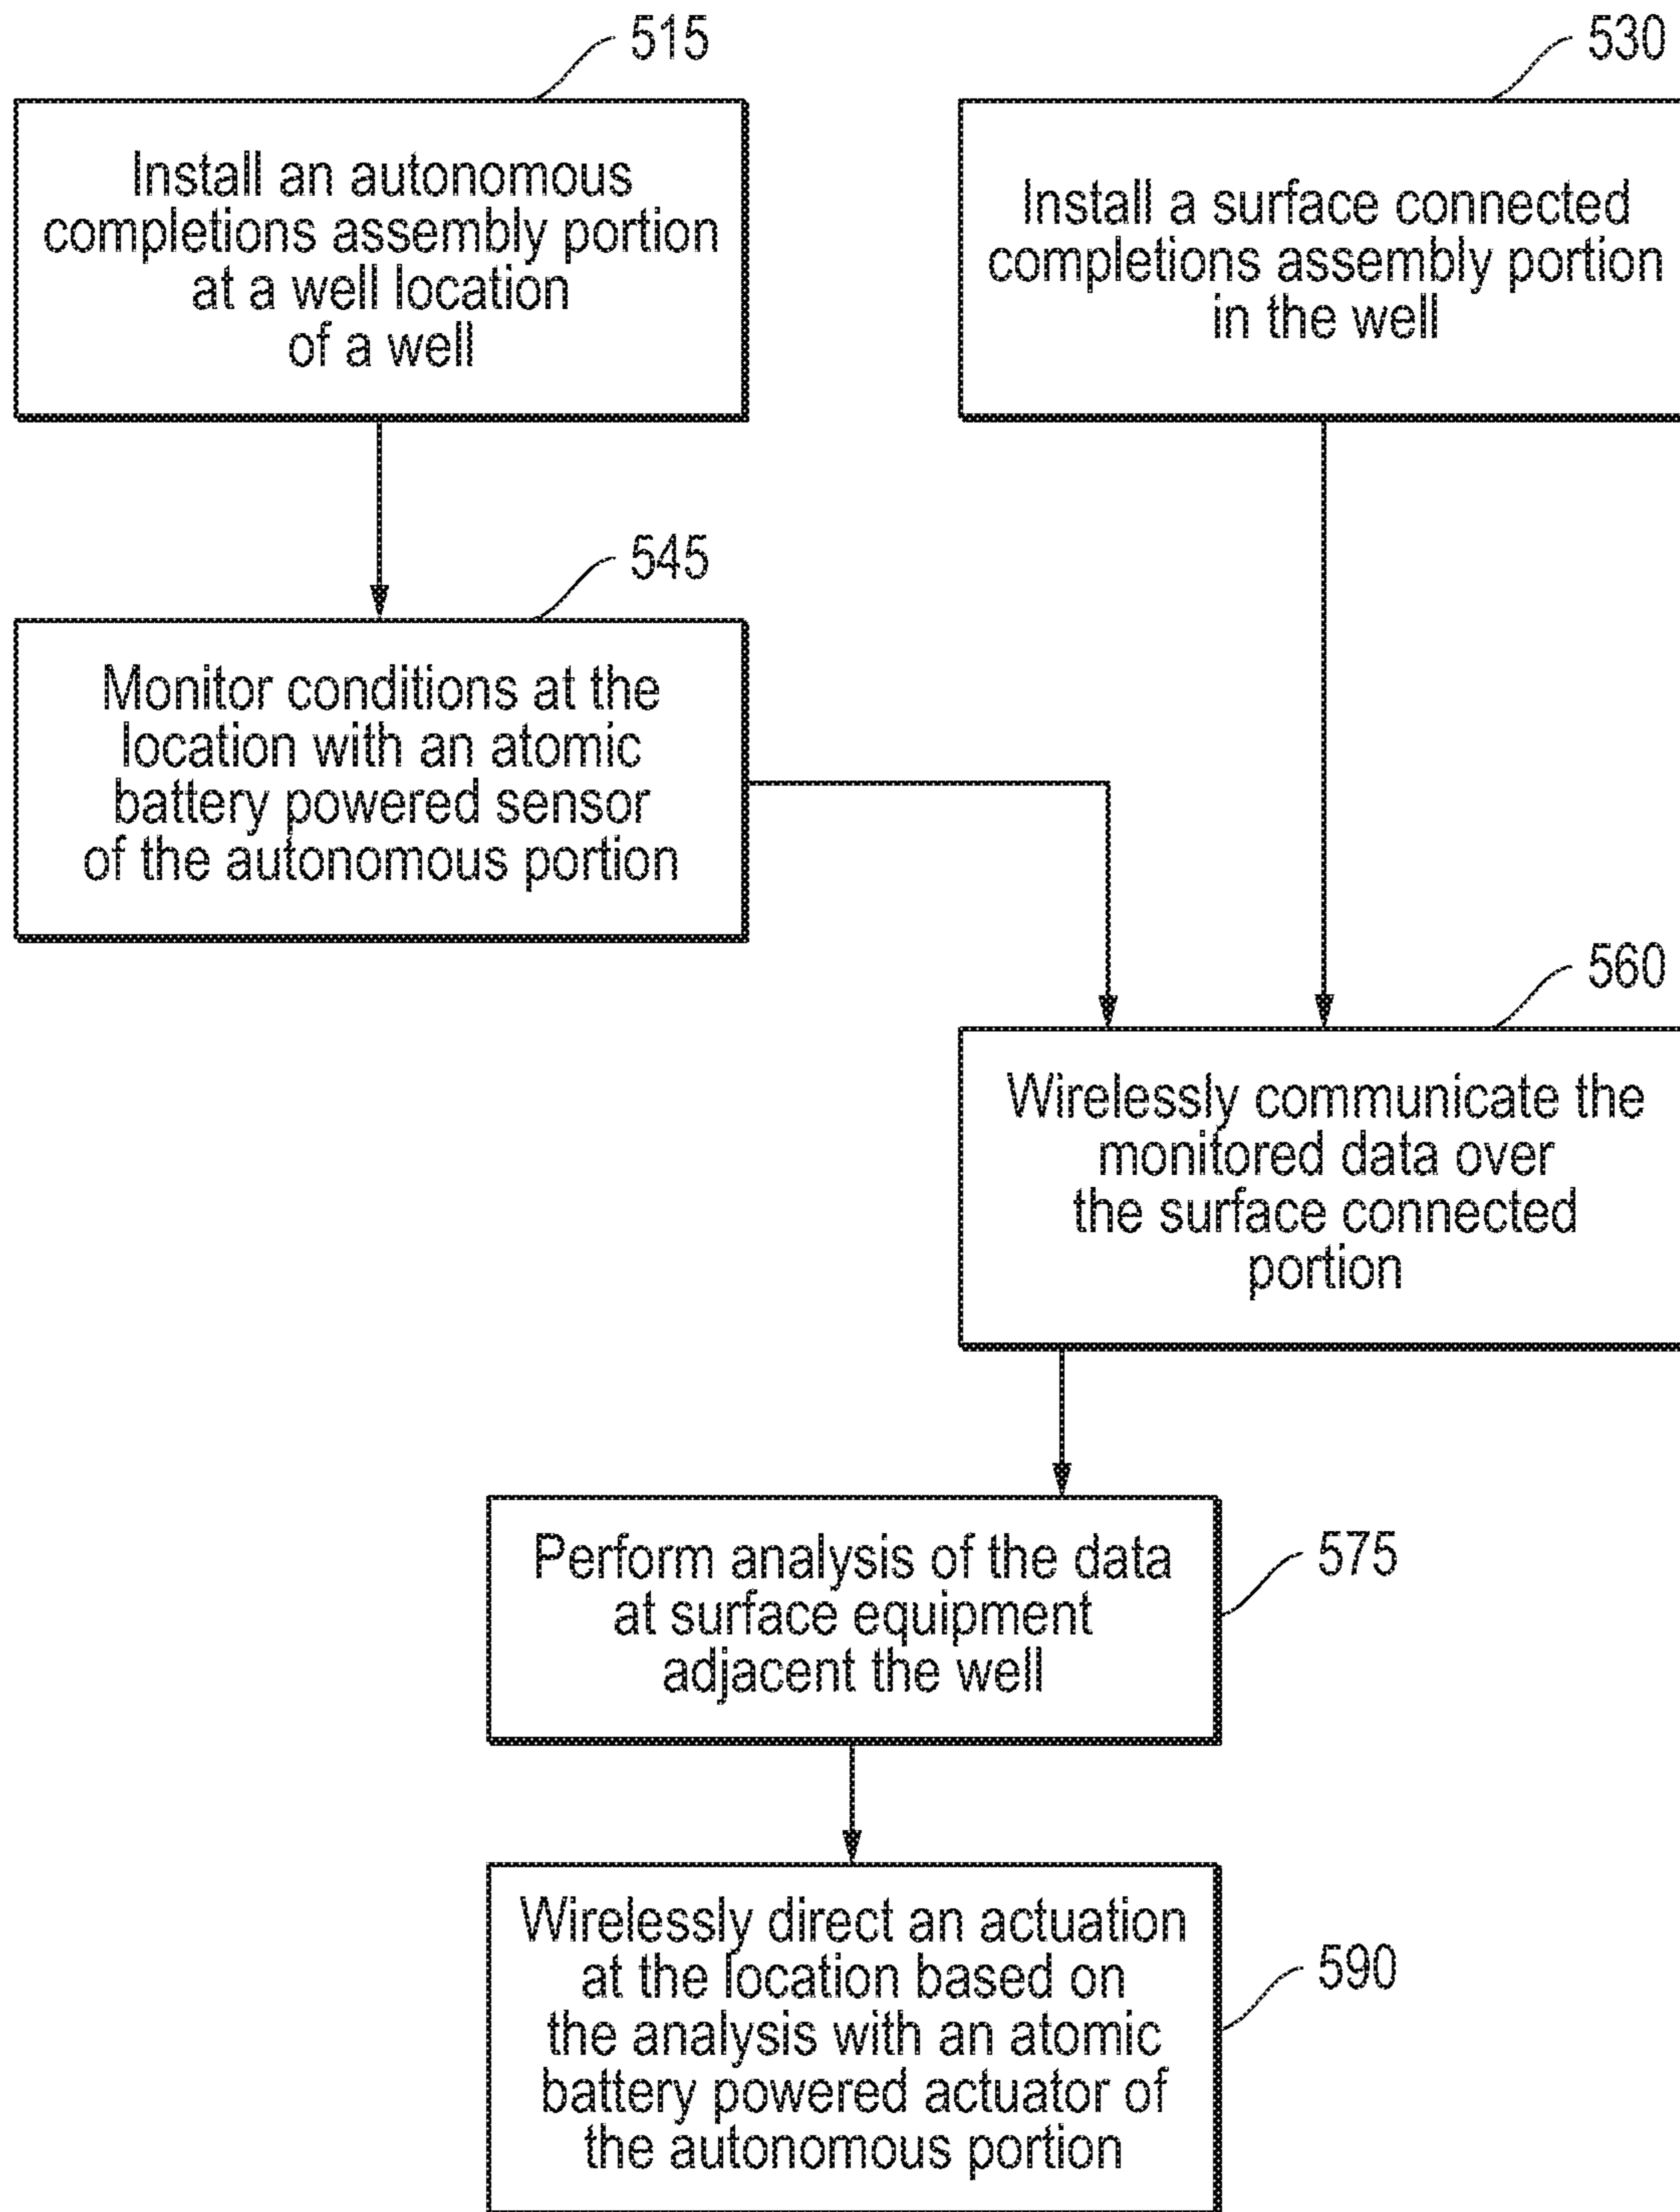 515
Install an autonomous
completions assembly portion
at a well location
of a well
530
Install a surface connected
completions assembly portion
in the well
545
Monitor conditions at the
location with an atomic
battery powered sensor
of the autonomous portion
560
Wirelessly communicate the
monitored data over
the surface connected
portion
Perform analysis of the data
at surface equipment
adjacent the well
575
Wirelessly direct an actuation
at the location based on
the analysis with an atomic
battery powered actuator of
the autonomous portion
590